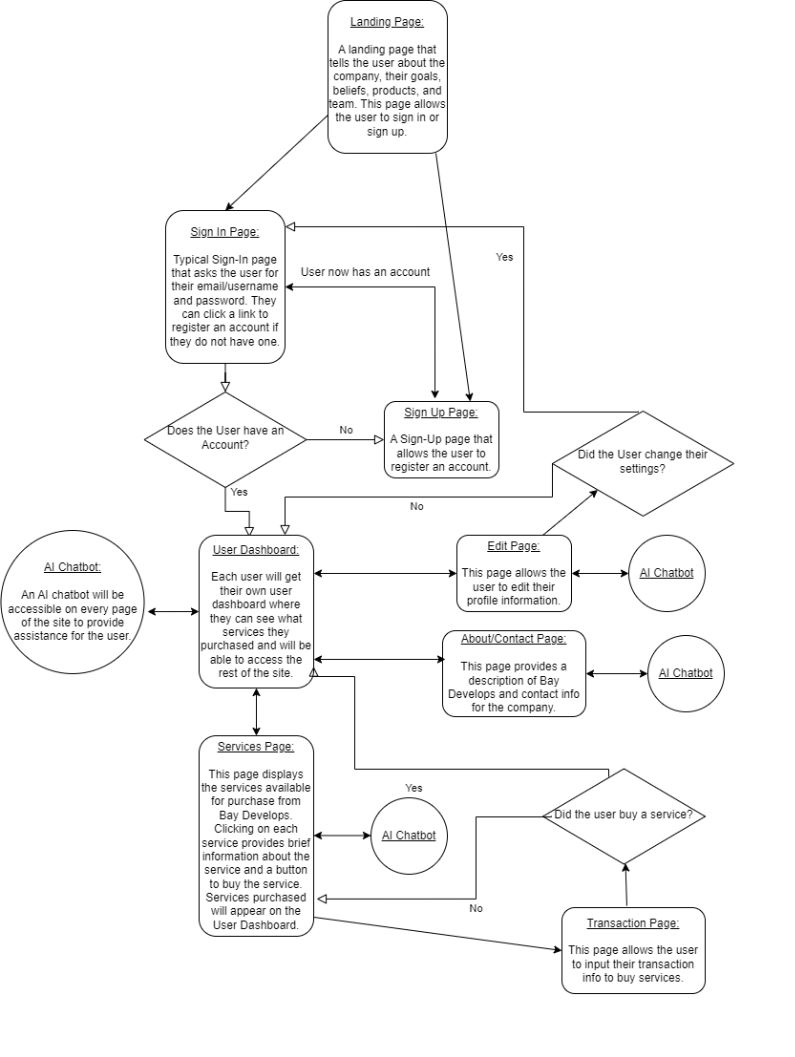 Landing Page:
A landing page that
tells the user about the
company, their goals,
beliefs, products, and
team. This page allows
the user to sign in or
sign up.
Sign In Page:
Typical Sign-In page
that asks the user for
their email/username
and password. They
can click a link to
register an account if
they do not have one.
Yes
User now has an account
Does the User have an
Account?
No
Sign Up Page:
A Sign-Up page that
allows the user to
register an account.
Did the User change their
settings?
Yes
No
AI Chatbot:
An AI chatbot will be
accessible on every page
of the site to provide
assistance for the user.
User Dashboard:
Each user will get
their own user
dashboard where
they can see what
services they
purchased and will be
able to access the
rest of the site.
Edit Page:
This page allows the
user to edit their
profile information.
AI Chatbot
About/Contact Page:
This page provides a
description of Bay
Develops and contact info
for the company.
AI Chatbot
Services Page:
This page displays
the services available
for purchase from
Bay Develops.
Clicking on each
service provides brief
information about the
service and a button
to buy the service.
Services purchased
will appear on the
User Dashboard.
Yes
AI Chatbot
Did the user buy a service?
No
Transaction Page:
This page allows the user
to input their transaction
info to buy services.